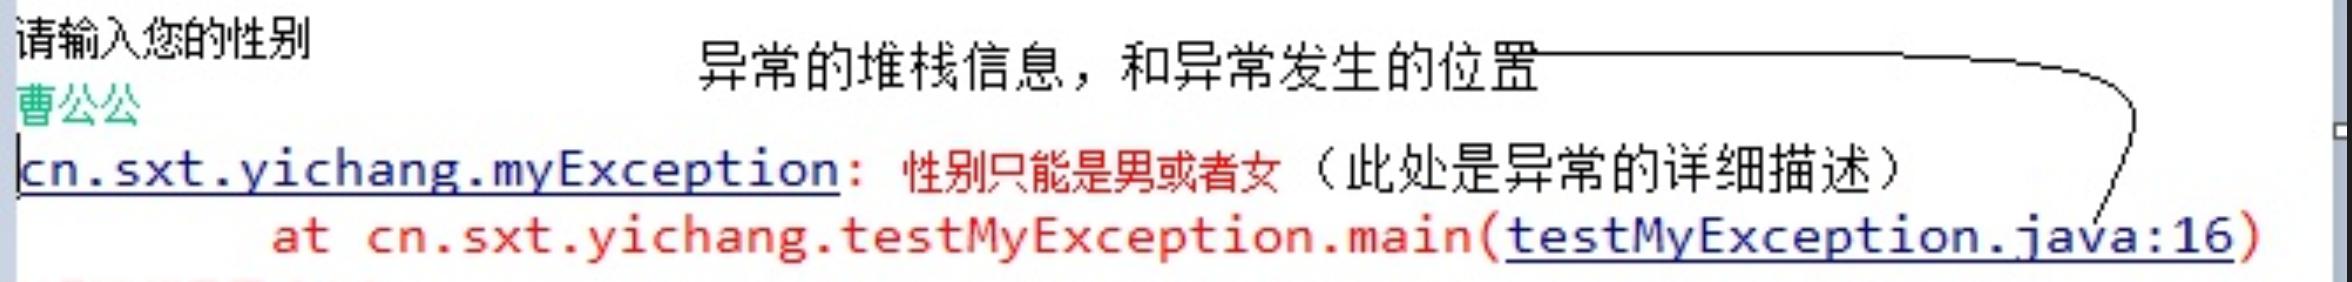 请输入您的性别
异常的堆栈信息，和异常发生的位置
曹公公
cn.sxt.yichang.myException: 性别只能是男或者女（此处是异常的详细描述）
at cn.sxt.yichang.testMyException.main(testMyException.java:16)